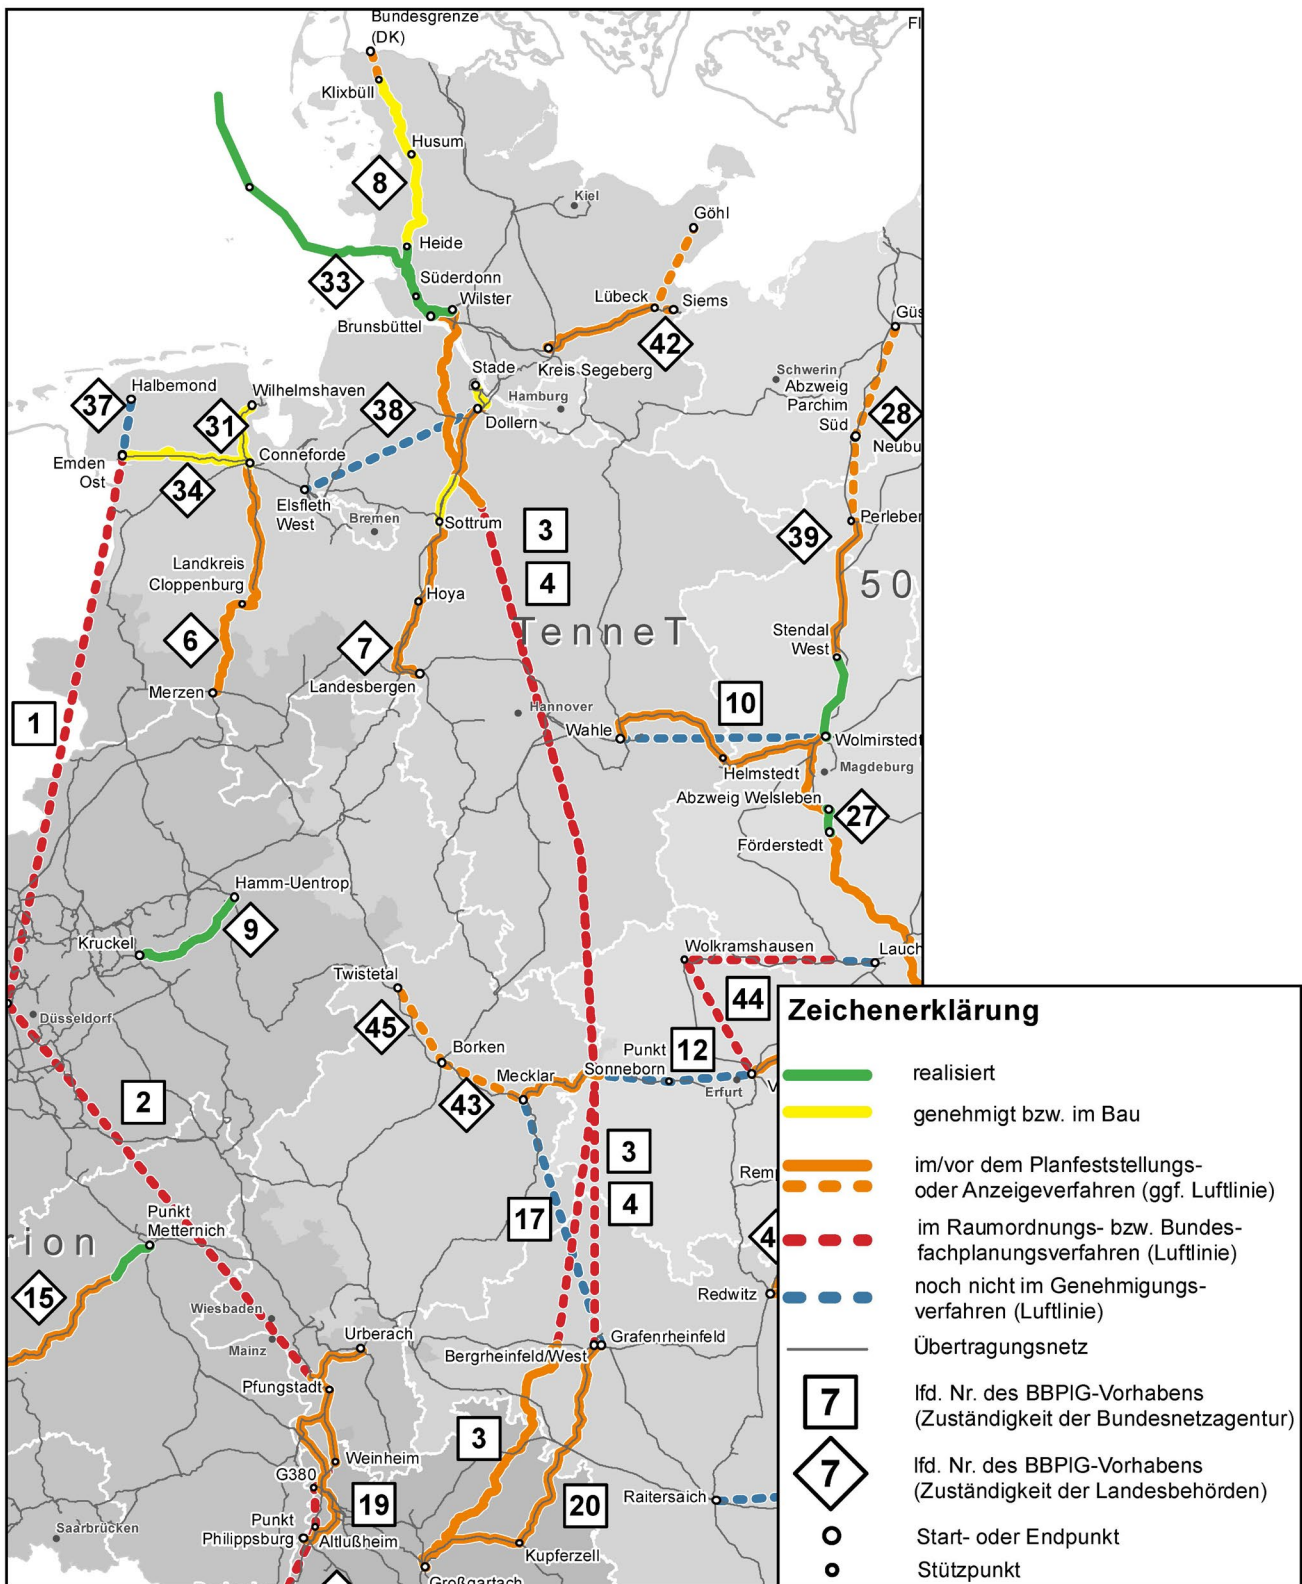 Bundesgrenze
(DK)
Fl
Klixbüll
Husum
8
Kiel
Göhl
Heide
33
Süderdonn
Wilster
Lübeck
Siems
Brunsbüttel
42
Güs
Stade
Kreis Segeberg
Schwerin
Halbemond
Wilhelmshaven
Hamburg
Abzweig
Parchim
Süd
37
31
38
28
Dollern
Neubu
Emden
Ost
Conneforde
34
Elsfleth
West
Bremen
Sottrum
3
Perleber
39
4
Landkreis
Cloppenburg
Hoya
50
TenneT
6
7
Stendal
West
Merzen
Landesbergen
1
Hannover
10
Wahle
Wolmirstedt
Helmstedt
Magdeburg
Abzweig Welsleben
27
Förderstedt
Hamm-Uentrop
9
Kruckel
Wolkramshausen
Lauch
Twistetal
44
Düsseldorf
45
Borken
Punkt
Sonneborn
12
Mecklar
Erfurt
V
43
2
3
Remp
4
17
Punkt
Metternich
rion
4
15
Redwitz
Wiesbaden
Mainz
Urberach
Grafenrheinfeld
Bergrheinfeld/West
Pfungstadt
3
Weinheim
G380
19
20
Raitersaich
Punkt
Philippsburg
Altlußheim
Saarbrücken
Kupferzell
Großgartach
Zeichenerklärung
realisiert
genehmigt bzw. im Bau
im/vor dem Planfeststellungs-
oder Anzeigeverfahren (ggf. Luftlinie)
im Raumordnungs- bzw. Bundes-
fachplanungsverfahren (Luftlinie)
noch nicht im Genehmigungs-
verfahren (Luftlinie)
Übertragungsnetz
7
lfd. Nr. des BBPlG-Vorhabens
(Zuständigkeit der Bundesnetzagentur)
7
lfd. Nr. des BBPlG-Vorhabens
(Zuständigkeit der Landesbehörden)
Start- oder Endpunkt
Stützpunkt